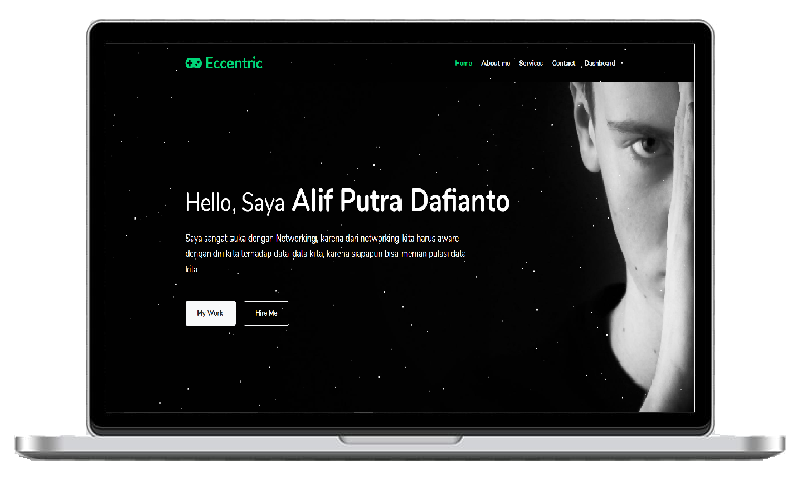 Eccentric
Home About me Services Contact Dashboard
Hello, Saya Alif Putra Dafianto
Saya sangat suka dengan Networking, karena dari networking kita harus aware
dengan diri kita terhadap data data kita, karena siapapun bisa memanipulasi data
kita
My Work Hire Me